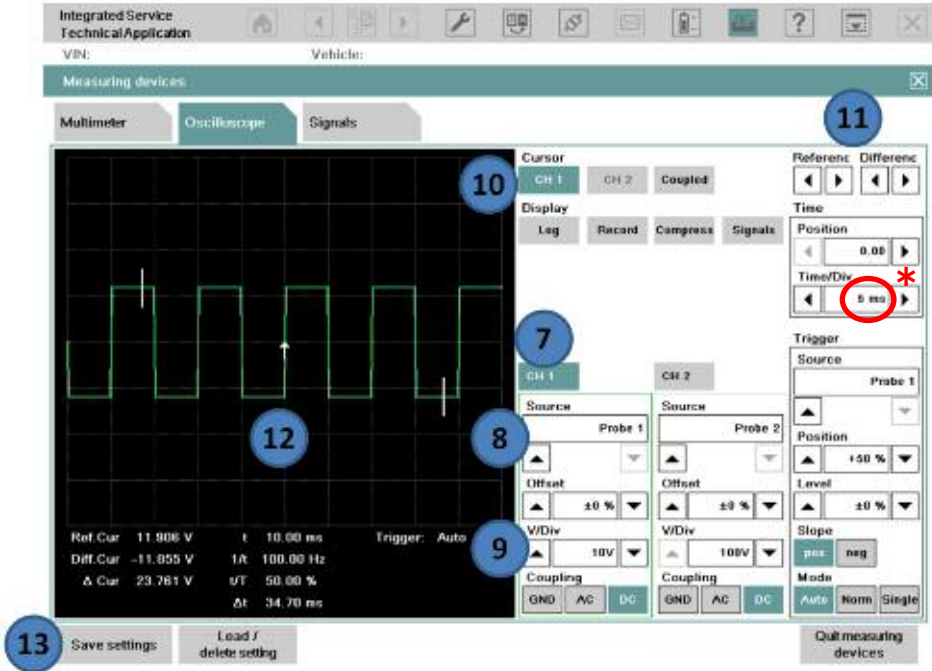 Integrated Service
Technical Application
?
VIN: Vehicle:
Measuring devices
Multimeter Oscilloscope Signals
11
Cursor
10
CH 1 CH 2 Coupled
Referenc Differenc
Display
Log Record Compress Signals
Time
Position
0.00
Time/Div
5 ms *
7
CH 1 CH 2
Trigger
Source
Probe 1
Source Source
8
Probe 1 Probe 2
12
Position
+50 %
Offset Offset
±0 % ±0 %
Level
±0 %
V/Div V/Div
9
10V 100V
Slope
pos neg
Coupling Coupling
GND AC DC GND AC DC
Mode
Auto Norm Single
Ref.Cur 11.906 V t 10.00 ms Trigger: Auto
Diff.Cur -11.855 V 1/t 100.00 Hz
Δ Cur 23.761 V t/T 50.00 %
Δt 34.70 ms
13
Save settings
Load /
delete setting
Quit measuring
devices